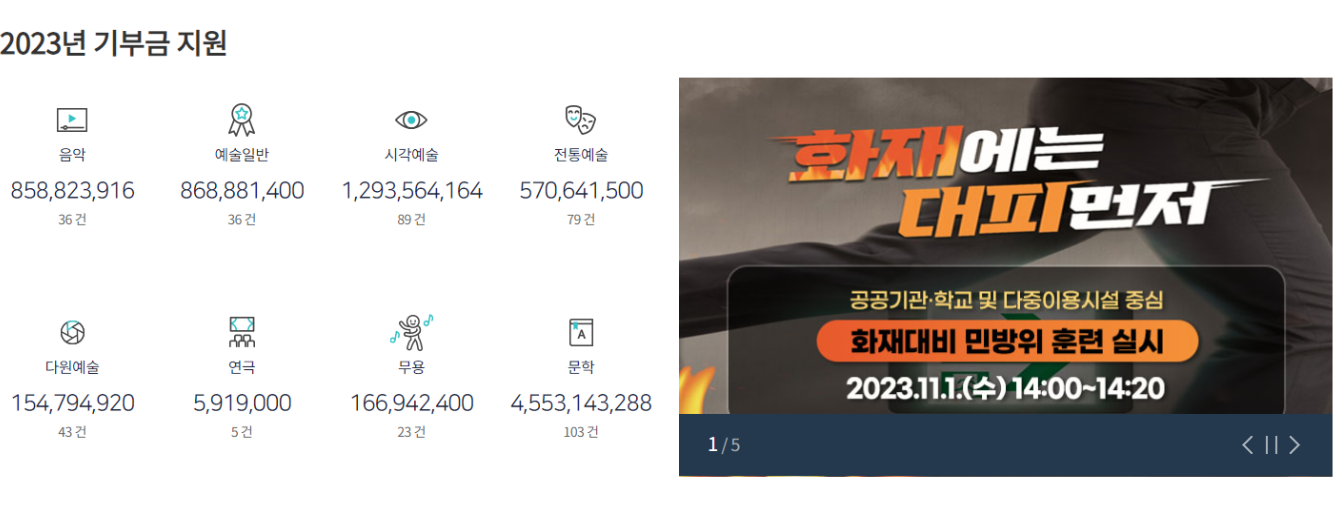 2023년 기부금 지원
음악
858,823,916
36 건
예술일반
868,881,400
36 건
시각예술
1,293,564,164
89 건
전통예술
570,641,500
79 건
다원예술
154,794,920
43 건
연극
5,919,000
5 건
무용
166,942,400
23 건
A
문학
4,553,143,288
103 건
화재에는
대피먼저
공공기관·학교 및 다중이용시설 중심
화재대비 민방위 훈련 실시
2023.11.1.(수) 14:00~14:20
1 / 5